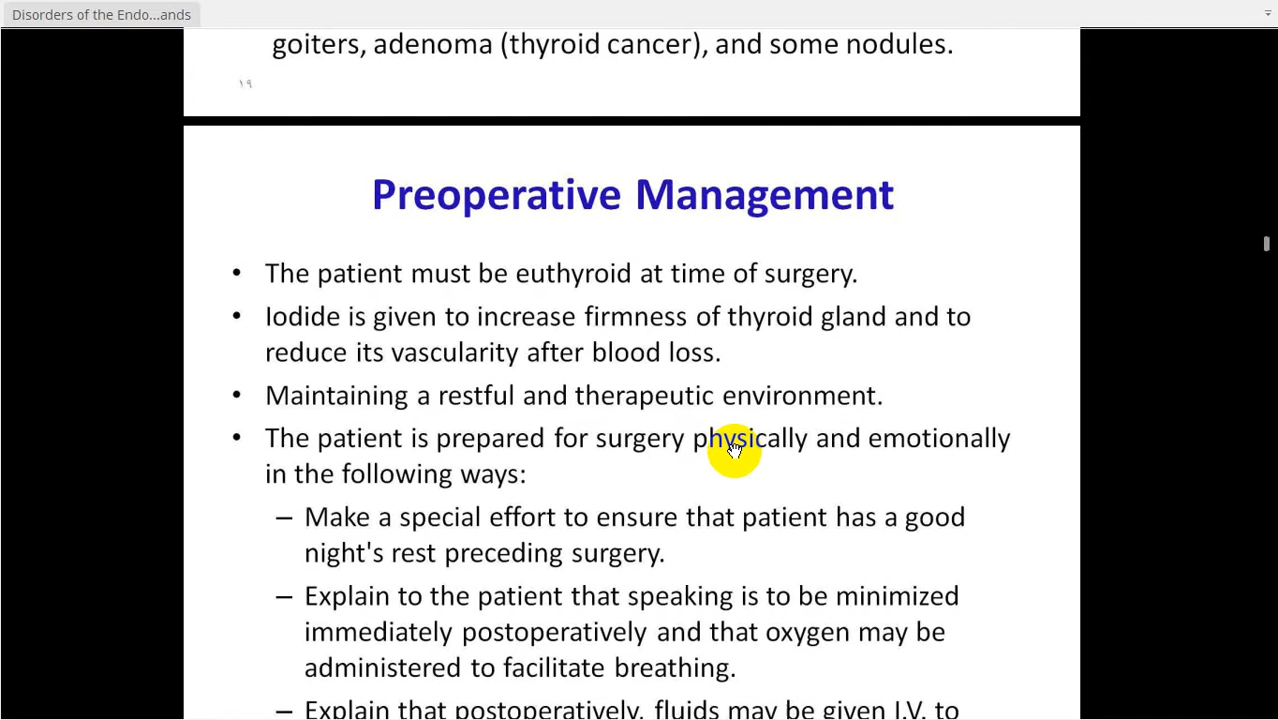 Disorders of the Endo...ands
goiters, adenoma (thyroid cancer), and some nodules.
١٩
Preoperative Management
• The patient must be euthyroid at time of surgery.
• Iodide is given to increase firmness of thyroid gland and to
reduce its vascularity after blood loss.
• Maintaining a restful and therapeutic environment.
• The patient is prepared for surgery physically and emotionally
in the following ways:
– Make a special effort to ensure that patient has a good
night's rest preceding surgery.
– Explain to the patient that speaking is to be minimized
immediately postoperatively and that oxygen may be
administered to facilitate breathing.
– Explain that postoperatively, fluids may be given I.V. to